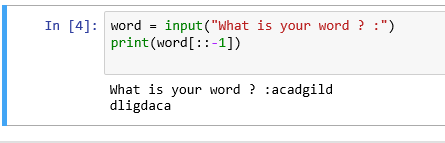 In [4]: word = input("What is your word ? :")
print(word[::-1])
What is your word ? :acadgild
dligdaca